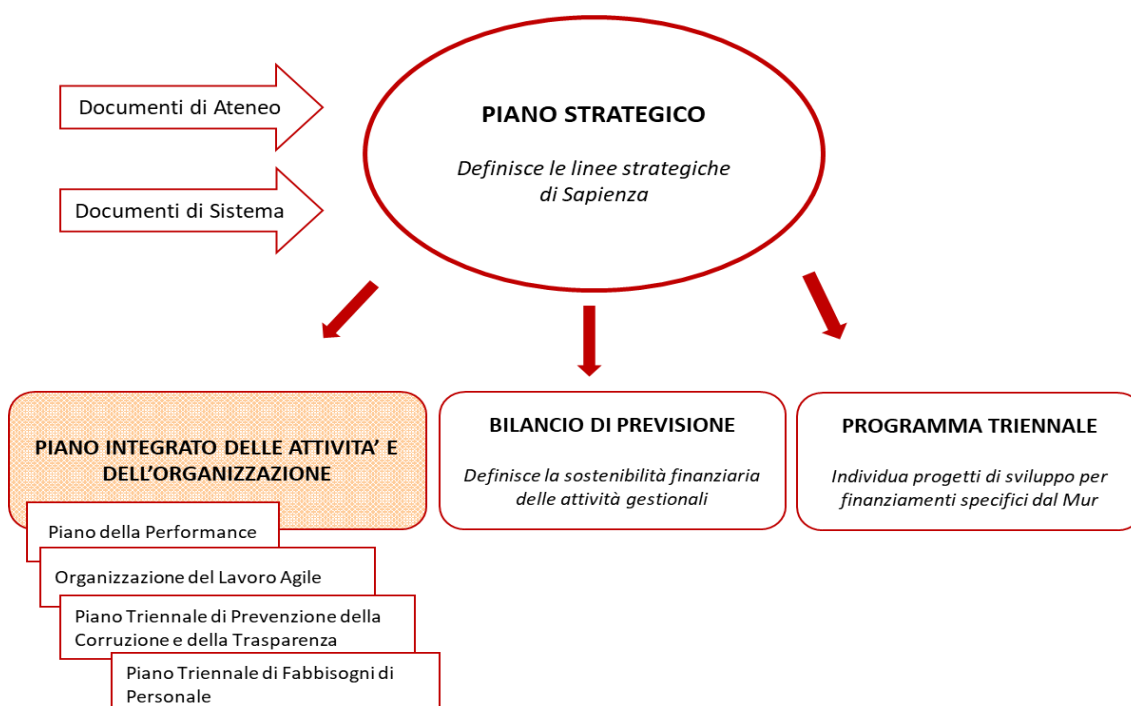 Documenti di Ateneo
Documenti di Sistema
PIANO STRATEGICO
Definisce le linee strategiche
di Sapienza
PIANO INTEGRATO DELLE ATTIVITA’ E
DELL’ORGANIZZAZIONE
Piano della Performance
Organizzazione del Lavoro Agile
Piano Triennale di Prevenzione della
Corruzione e della Trasparenza
Piano Triennale di Fabbisogni di
Personale
BILANCIO DI PREVISIONE
Definisce la sostenibilità finanziaria
delle attività gestionali
PROGRAMMA TRIENNALE
Individua progetti di sviluppo per
finanziamenti specifici dal Mur